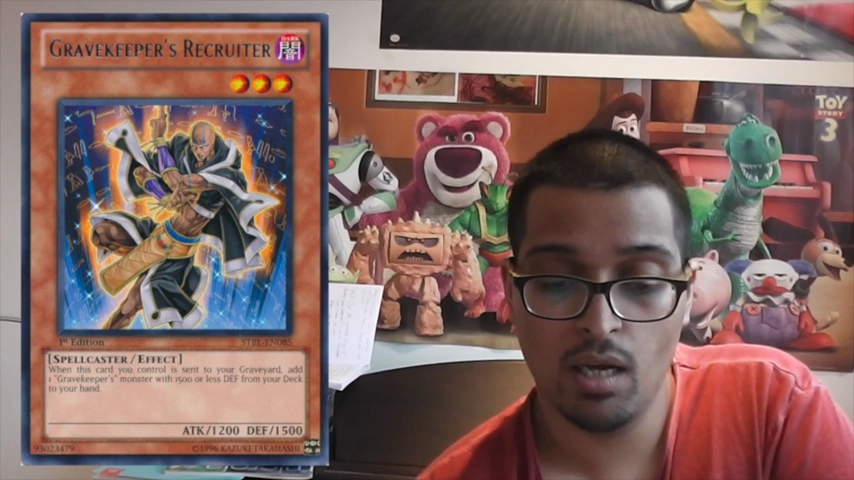 GRAVEKEEPER'S RECRUITER
DARK
闇
1st Edition
STBL-EN085
[SPELLCASTER / EFFECT]
When this card you control is sent to your Graveyard, add
1 "Gravekeeper's" monster with 1500 or less DEF from your Deck
to your hand.
ATK/1200 DEF/1500
93023479
©1996 KAZUKI TAKAHASHI
TOY
STORY
3